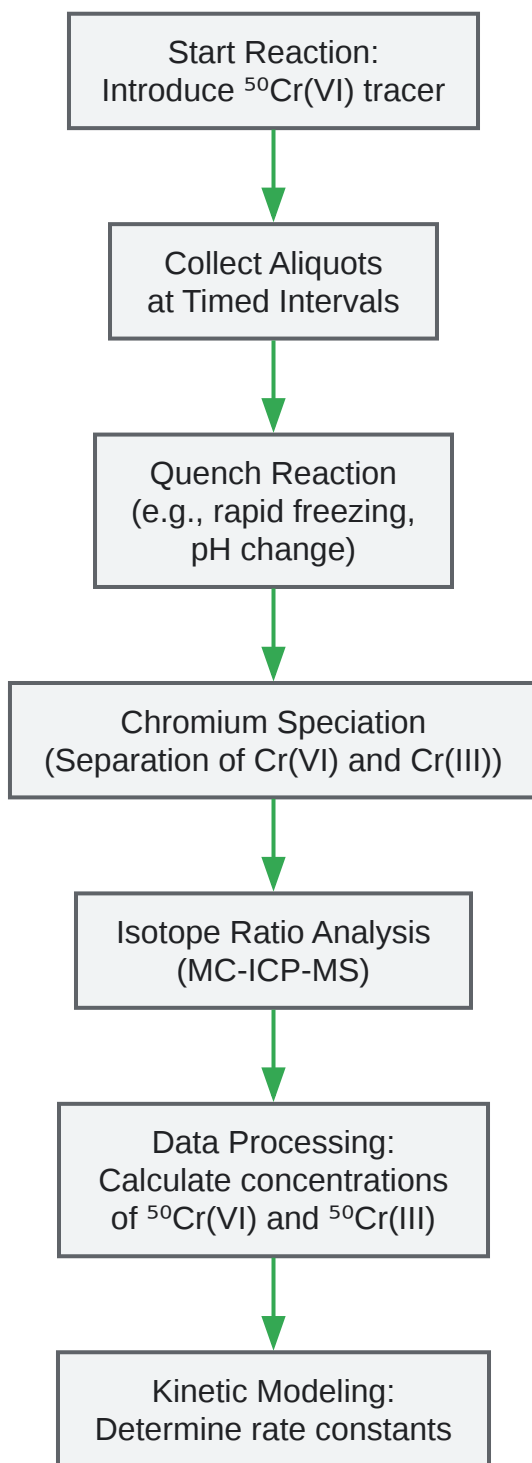 Start Reaction:
Introduce ⁵⁰Cr(VI) tracer
Collect Aliquots
at Timed Intervals
Quench Reaction
(e.g., rapid freezing,
pH change)
Chromium Speciation
(Separation of Cr(VI) and Cr(III))
Isotope Ratio Analysis
(MC-ICP-MS)
Data Processing:
Calculate concentrations
of ⁵⁰Cr(VI) and ⁵⁰Cr(III)
Kinetic Modeling:
Determine rate constants